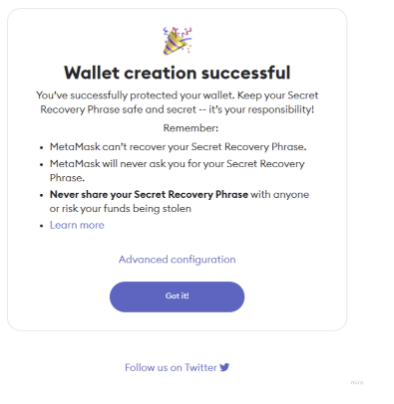 Wallet creation successful
You've successfully protected your wallet. Keep your Secret
Recovery Phrase safe and secret -- it's your responsibility!
Remember:
• MetaMask can't recover your Secret Recovery Phrase.
• MetaMask will never ask you for your Secret Recovery
Phrase.
• Never share your Secret Recovery Phrase with anyone
or risk your funds being stolen
• Learn more
Advanced configuration
Got it!
Follow us on Twitter
miro